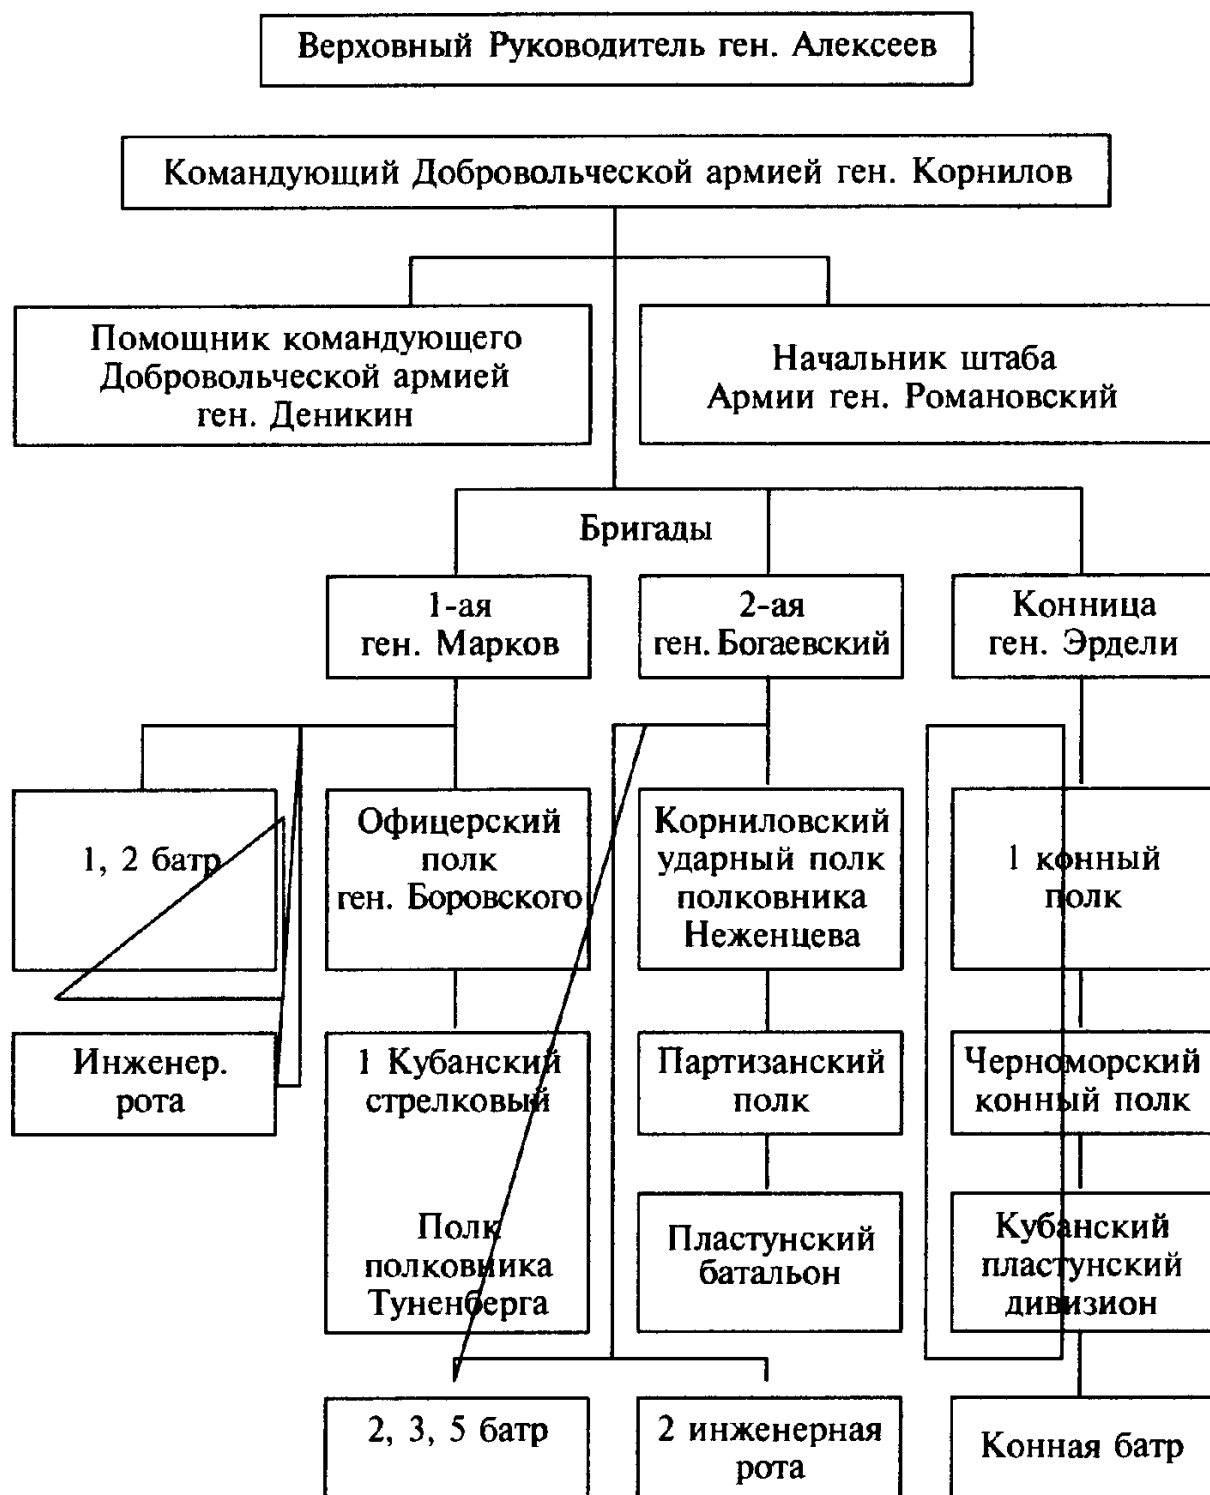 Верховный Руководитель ген. Алексеев
Командующий Добровольческой армией ген. Корнилов
Помощник командующего
Добровольческой армией
ген. Деникин
Начальник штаба
Армии ген. Романовский
Бригады
1-ая
ген. Марков
2-ая
ген. Богаевский
Конница
ген. Эрдели
1, 2 батр
Офицерский
полк
ген. Боровского
Корниловский
ударный полк
полковника
Неженцева
1 конный
полк
Инженер.
рота
1 Кубанский
стрелковый
Полк
полковника
Туненберга
Партизанский
полк
Черноморский
конный полк
Пластунский
батальон
Кубанский
пластунский
дивизион
2, 3, 5 батр
2 инженерная
рота
Конная батр